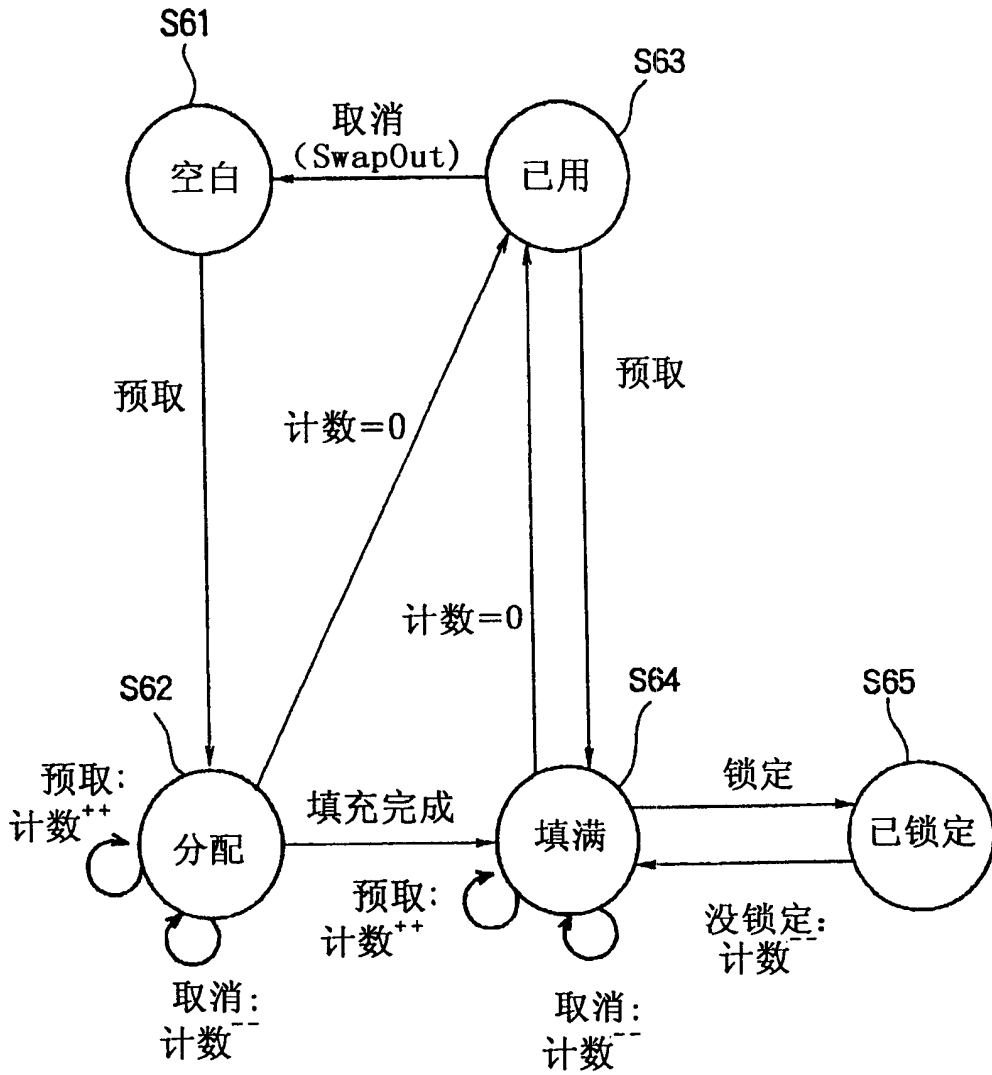 S61
S63
取消
(SwapOut)
空白
已用
预取
预取
计数=0
计数=0
S62
S64
S65
预取:
计数++
锁定
填充完成
分配
填满
已锁定
预取:
计数++
没锁定:
计数--
取消:
计数--
取消:
计数--